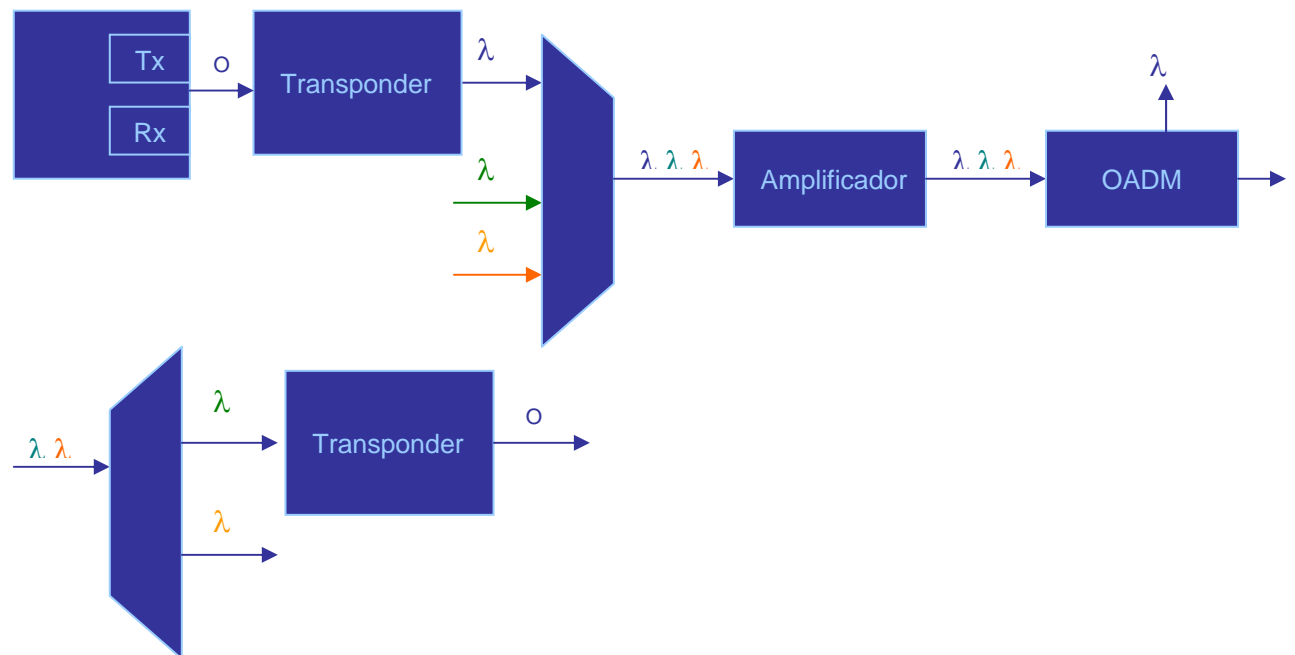 Tx
Rx
O
Transponder
λ
λ
λ
λ. λ. λ.
Amplificador
λ. λ. λ.
OADM
λ
λ. λ.
λ
λ
Transponder
O